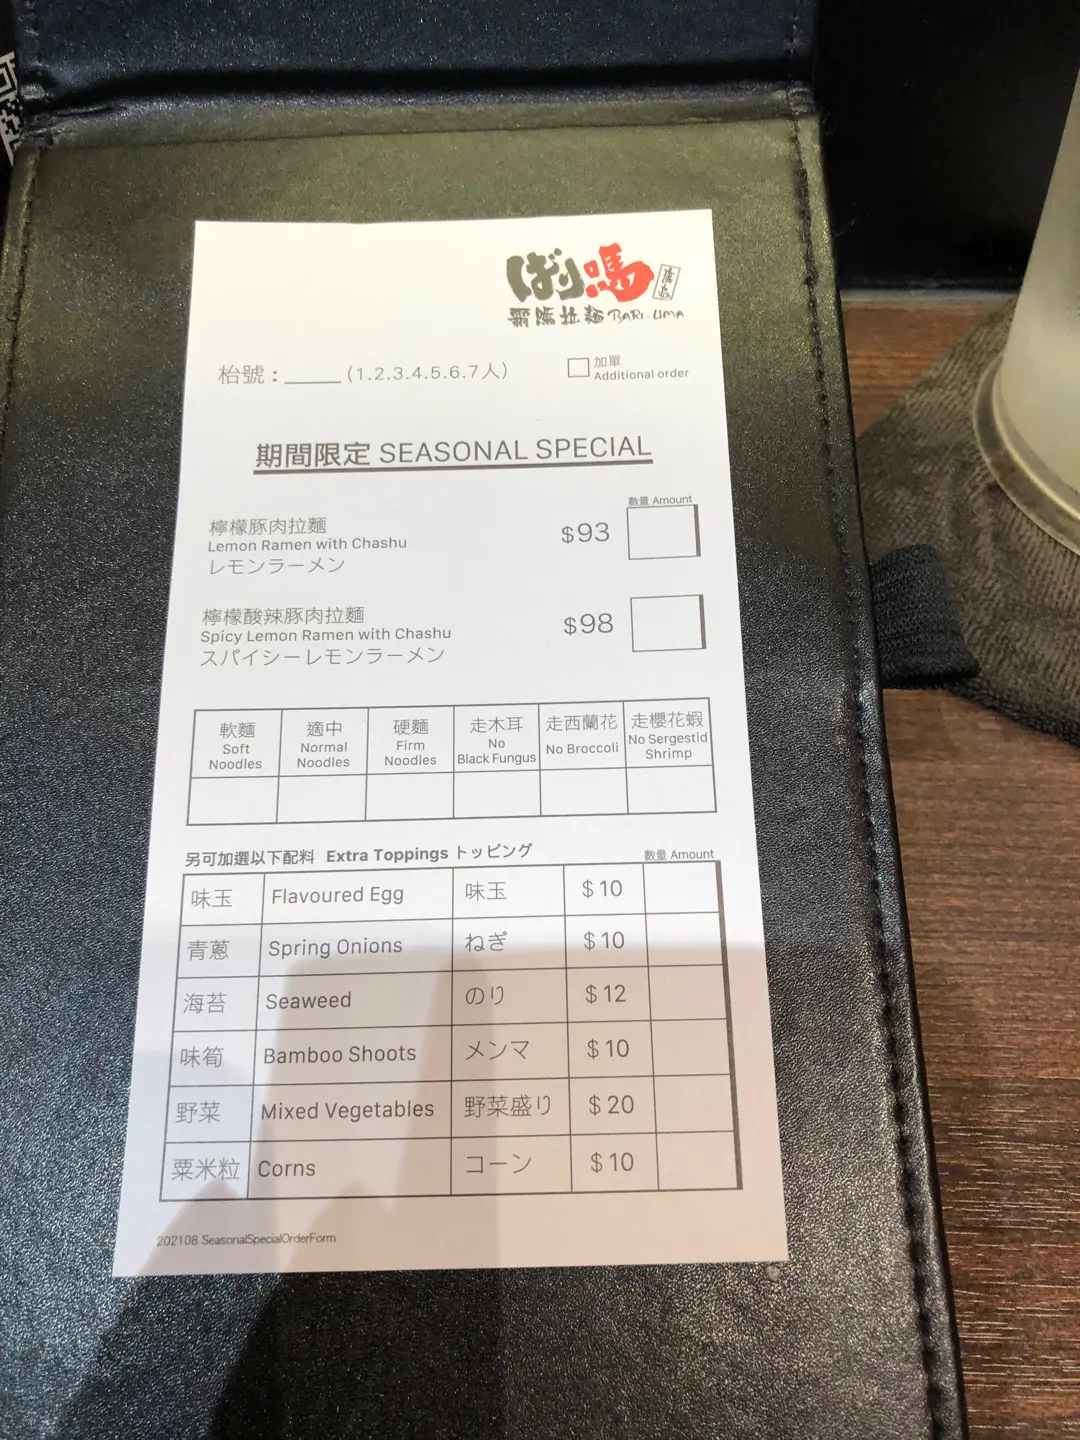 ばり嗎
霸嗎拉麵 BARI-UMA
枱號：_____（1.2.3.4.5.6.7人）
加單
Additional order
期間限定 SEASONAL SPECIAL
數量 Amount
檸檬豚肉拉麵
Lemon Ramen with Chashu
レモンラーメン
$93
檸檬酸辣豚肉拉麵
Spicy Lemon Ramen with Chashu
スパイシーレモンラーメン
$98
軟麵 Soft Noodles
適中 Normal Noodles
硬麵 Firm Noodles
走木耳 No Black Fungus
走西蘭花 No Broccoli
走櫻花蝦 No Sergestid Shrimp
另可加選以下配料 Extra Toppings トッピング 數量 Amount
味玉 Flavoured Egg 味玉 $10
青蔥 Spring Onions ねぎ $10
海苔 Seaweed のり $12
味筍 Bamboo Shoots メンマ $10
野菜 Mixed Vegetables 野菜盛り $20
粟米粒 Corns コーン $10
202108 SeasonalSpecialOrderForm